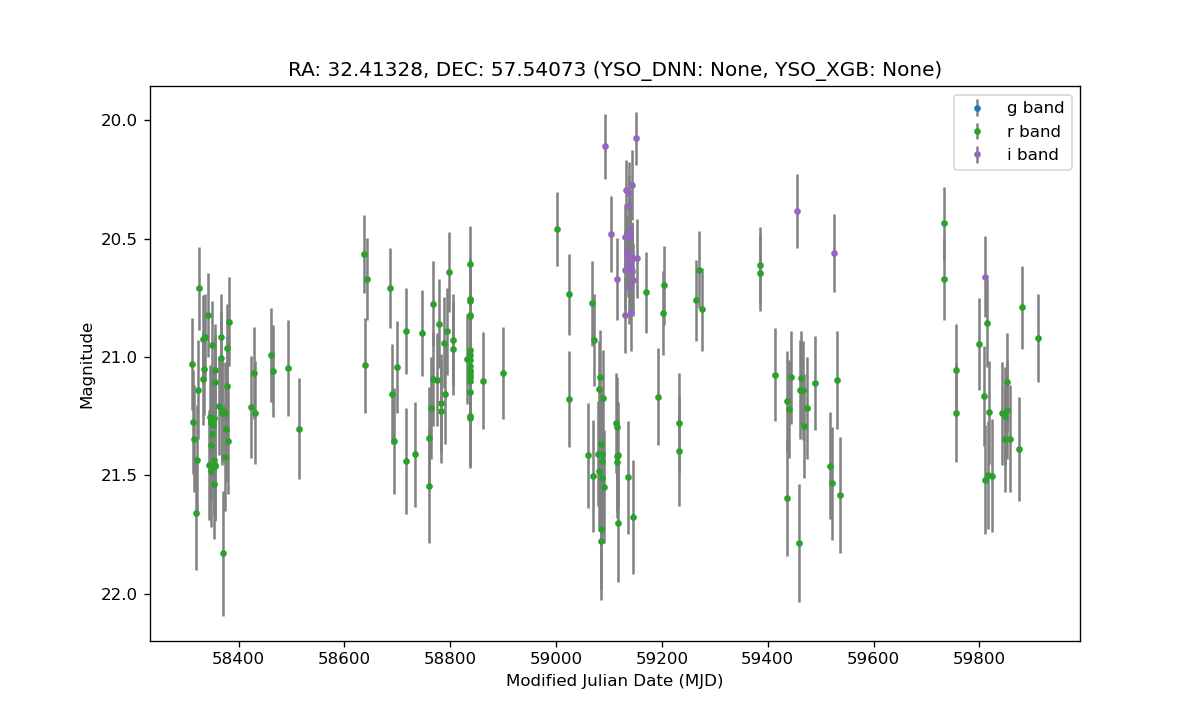 RA: 32.41328, DEC: 57.54073 (YSO_DNN: None, YSO_XGB: None)
g band
r band
i band
20.0
20.5
21.0
21.5
22.0
Magnitude
58400 58600 58800 59000 59200 59400 59600 59800
Modified Julian Date (MJD)